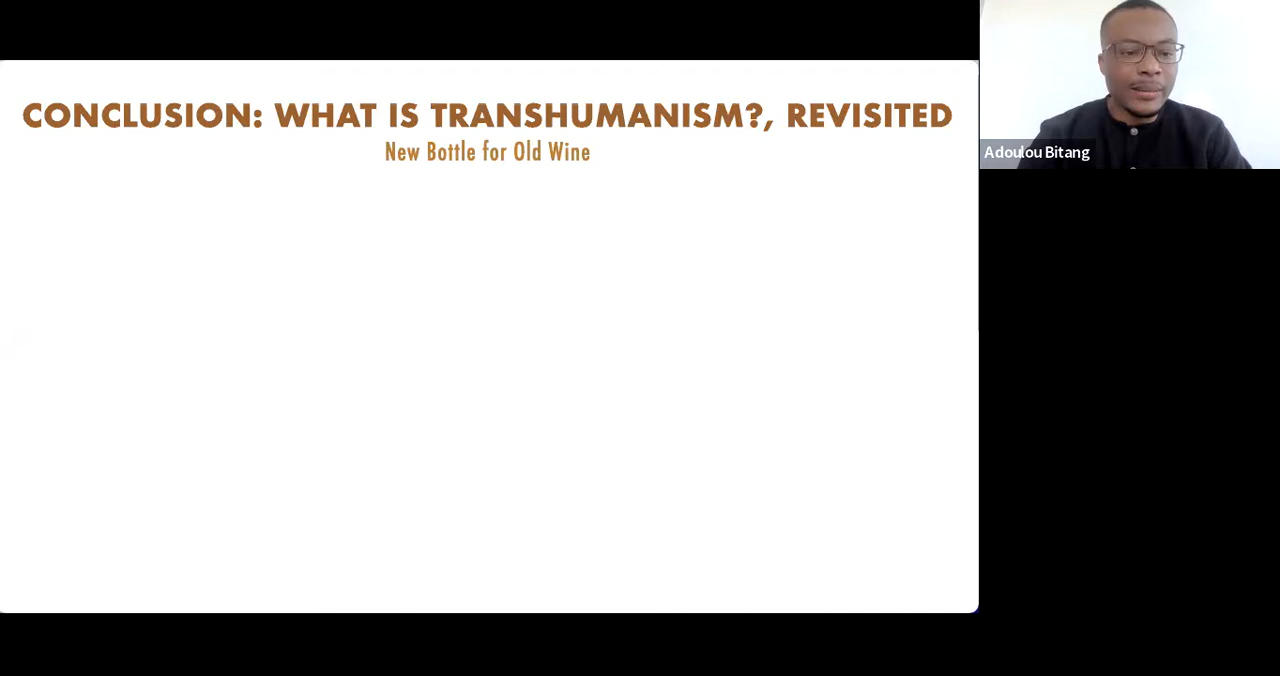 CONCLUSION: WHAT IS TRANSHUMANISM?, REVISITED
New Bottle for Old Wine
Adoulou Bitang